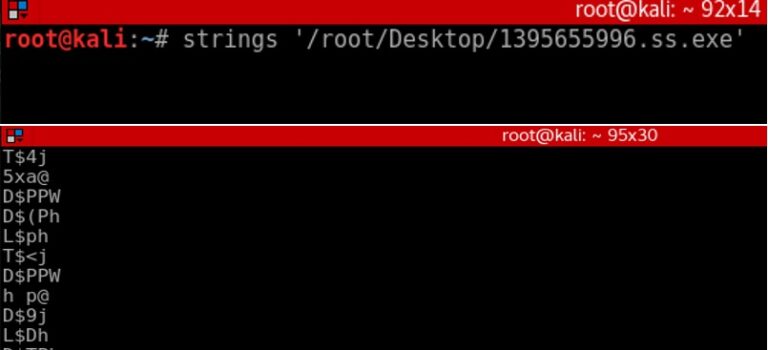 root@kali: ~ 92x14
root@kali:~# strings '/root/Desktop/1395655996.ss.exe'
root@kali: ~ 95x30
T$4j
5xa@
D$PPW
D$(Ph
L$ph
T$<j
D$PPW
h p@
D$9j
L$Dh